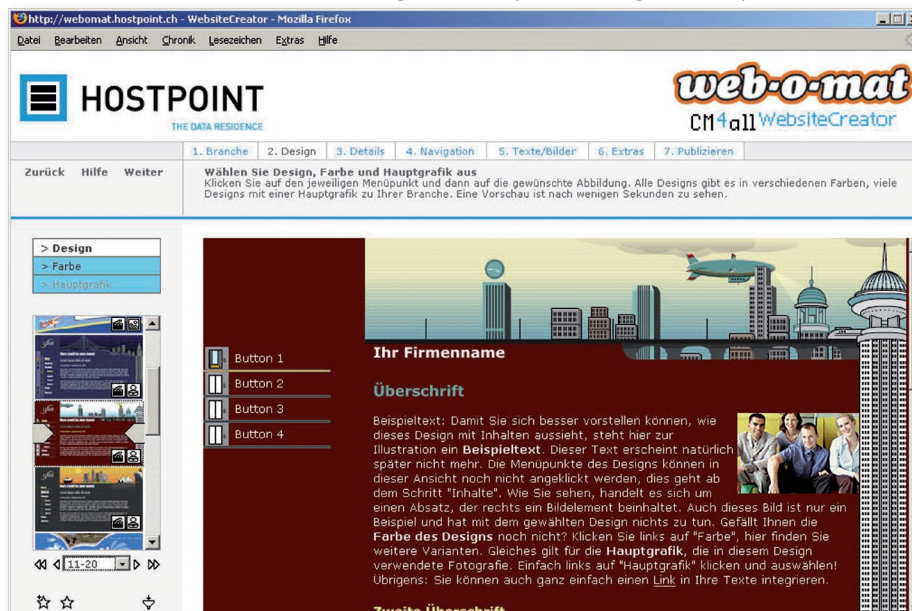 http://webomat.hostpoint.ch - WebsiteCreator - Mozilla Firefox
Datei Bearbeiten Ansicht Chronik Lesezeichen Extras Hilfe
HOSTPOINT
THE DATA RESIDENCE
web-o-mat
CM4all WebsiteCreator
1. Branche 2. Design 3. Details 4. Navigation 5. Texte/Bilder 6. Extras 7. Publizieren
Zurück Hilfe Weiter
Wählen Sie Design, Farbe und Hauptgrafik aus
Klicken Sie auf den jeweiligen Menüpunkt und dann auf die gewünschte Abbildung. Alle Designs gibt es in verschiedenen Farben, viele
Designs mit einer Hauptgrafik zu Ihrer Branche. Eine Vorschau ist nach wenigen Sekunden zu sehen.
> Design
> Farbe
> Hauptgrafik
11-20
Button 1
Button 2
Button 3
Button 4
Ihr Firmenname
Überschrift
Beispieltext: Damit Sie sich besser vorstellen können, wie
dieses Design mit Inhalten aussieht, steht hier zur
Illustration ein Beispieltext. Dieser Text erscheint natürlich
später nicht mehr. Die Menüpunkte des Designs können in
dieser Ansicht noch nicht angeklickt werden, dies geht ab
dem Schritt "Inhalte". Wie Sie sehen, handelt es sich um
einen Absatz, der rechts ein Bildelement beinhaltet. Auch dieses Bild ist nur ein
Beispiel und hat mit dem gewählten Design nichts zu tun. Gefällt Ihnen die
Farbe des Designs noch nicht? Klicken Sie links auf "Farbe", hier finden Sie
weitere Varianten. Gleiches gilt für die Hauptgrafik, die in diesem Design
verwendete Fotografie. Einfach links auf "Hauptgrafik" klicken und auswählen!
Übrigens: Sie können auch ganz einfach einen Link in Ihre Texte integrieren.
Zweite Überschrift